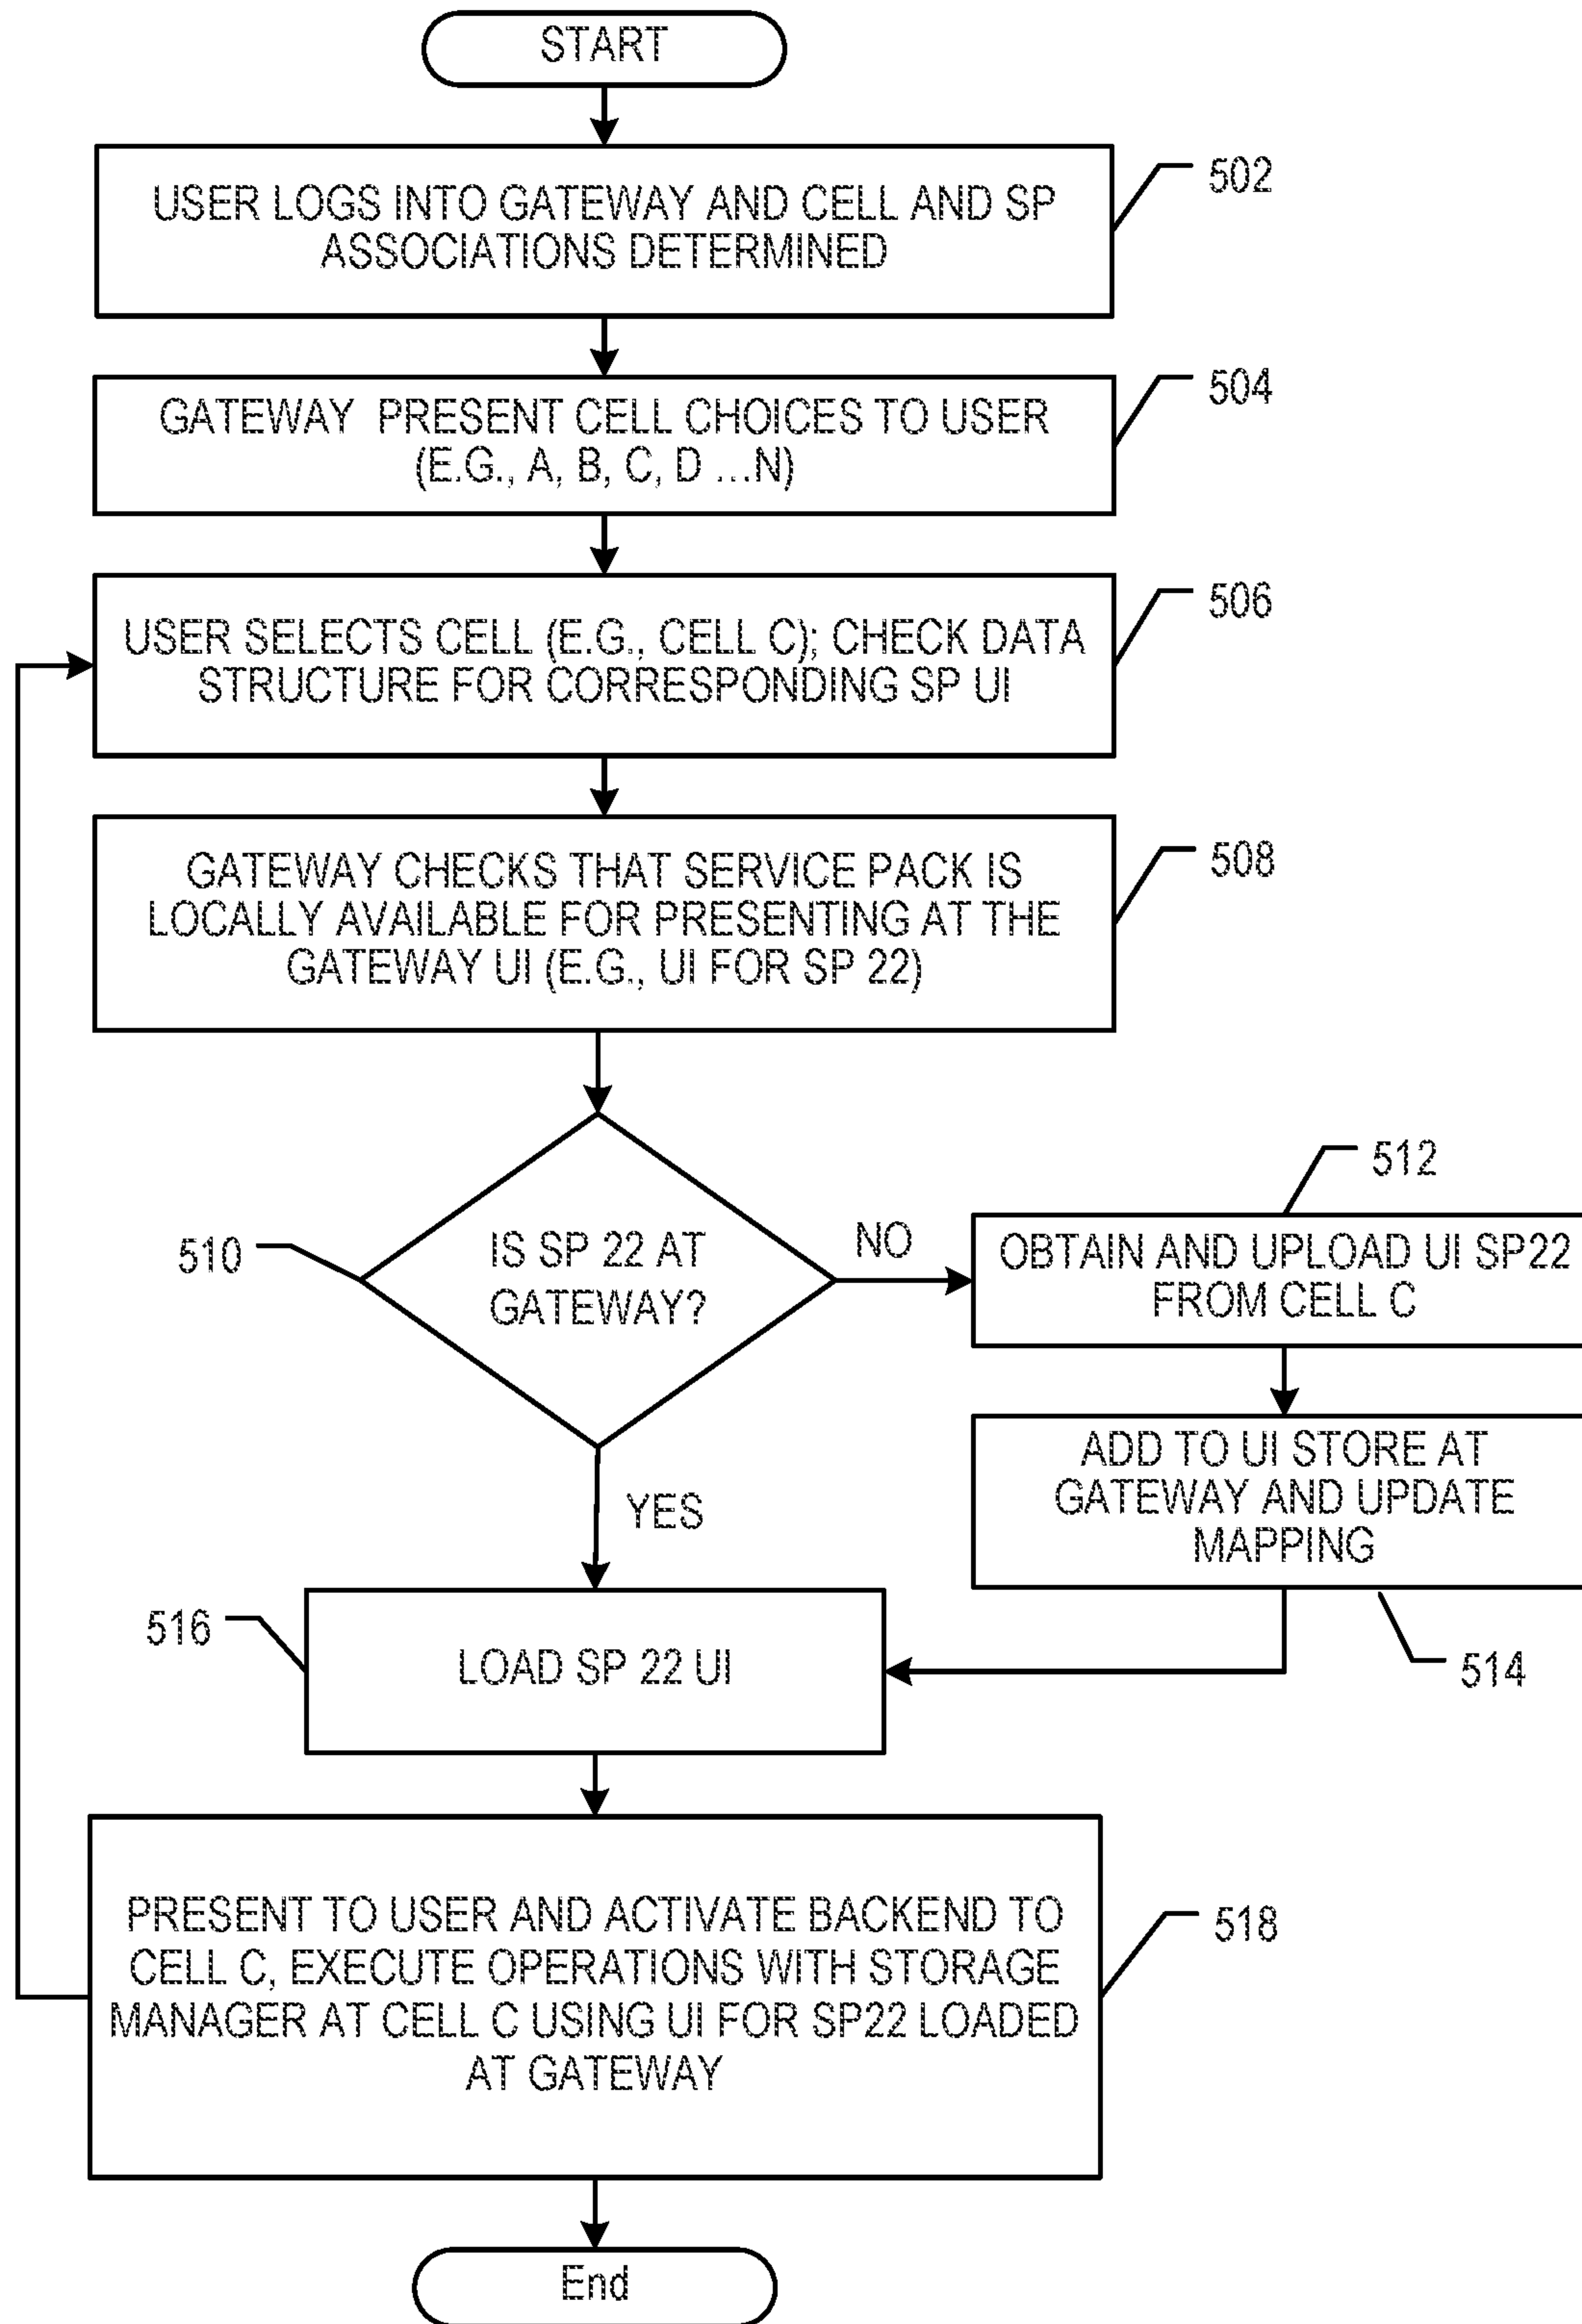 START
USER LOGS INTO GATEWAY AND CELL AND SP
ASSOCIATIONS DETERMINED
502
GATEWAY PRESENT CELL CHOICES TO USER
(E.G., A, B, C, D ...N)
504
USER SELECTS CELL (E.G., CELL C); CHECK DATA
STRUCTURE FOR CORRESPONDING SP UI
506
GATEWAY CHECKS THAT SERVICE PACK IS
LOCALLY AVAILABLE FOR PRESENTING AT THE
GATEWAY UI (E.G., UI FOR SP 22)
508
510
IS SP 22 AT
GATEWAY?
NO
512
OBTAIN AND UPLOAD UI SP22
FROM CELL C
ADD TO UI STORE AT
GATEWAY AND UPDATE
MAPPING
514
YES
516
LOAD SP 22 UI
PRESENT TO USER AND ACTIVATE BACKEND TO
CELL C, EXECUTE OPERATIONS WITH STORAGE
MANAGER AT CELL C USING UI FOR SP22 LOADED
AT GATEWAY
518
End